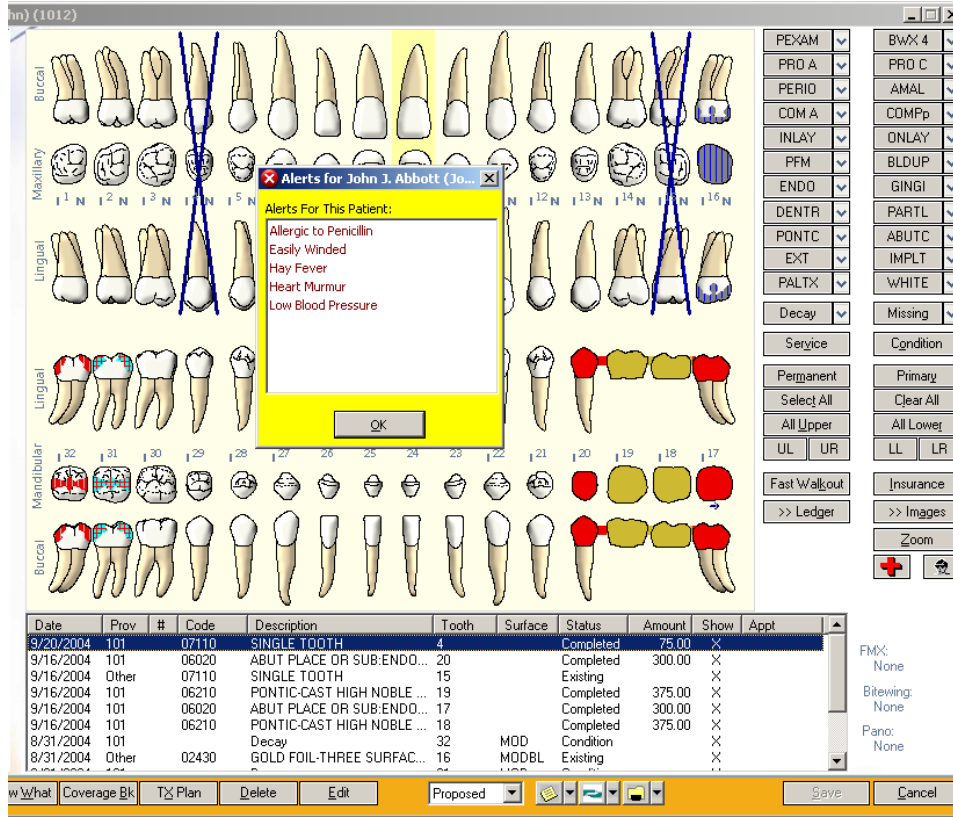 hn) (1012)
Buccal
Maxillary
Lingual
1 N 2 N 3 N 5 N 12 N 13 N 14 N 16 N
Alerts for John J. Abbott (Jo...
Alerts For This Patient:
Allergic to Penicillin
Easily Winded
Hay Fever
Heart Murmur
Low Blood Pressure
OK
Lingual
Mandibular
32 31 30 29 28 27 26 25 24 23 22 21 20 19 18 17
Buccal
PEXAM BWX 4
PRO A PRO C
PERIO AMAL
COM A COMPp
INLAY ONLAY
PFM BLDUP
ENDO GINGI
DENTR PARTL
PONTC ABUTC
EXT IMPLT
PALTX WHITE
Decay Missing
Service Condition
Permanent Primary
Select All Clear All
All Upper All Lower
UL UR LL LR
Fast Walkout Insurance
>> Ledger >> Images
Zoom
Date Prov # Code Description Tooth Surface Status Amount Show Appt
9/20/2004 101 07110 SINGLE TOOTH 4 Completed 75.00 X
9/16/2004 101 06020 ABUT PLACE OR SUB:ENDO... 20 Completed 300.00 X
9/16/2004 Other 07110 SINGLE TOOTH 15 Existing X
9/16/2004 101 06210 PONTIC-CAST HIGH NOBLE ... 19 Completed 375.00 X
9/16/2004 101 06020 ABUT PLACE OR SUB:ENDO... 17 Completed 300.00 X
9/16/2004 101 06210 PONTIC-CAST HIGH NOBLE ... 18 Completed 375.00 X
8/31/2004 101 Decay 32 MOD Condition X
8/31/2004 Other 02430 GOLD FOIL-THREE SURFAC... 16 MODBL Existing X
FMX:
None
Bitewing:
None
Pano:
None
w What Coverage Bk TX Plan Delete Edit Proposed Save Cancel